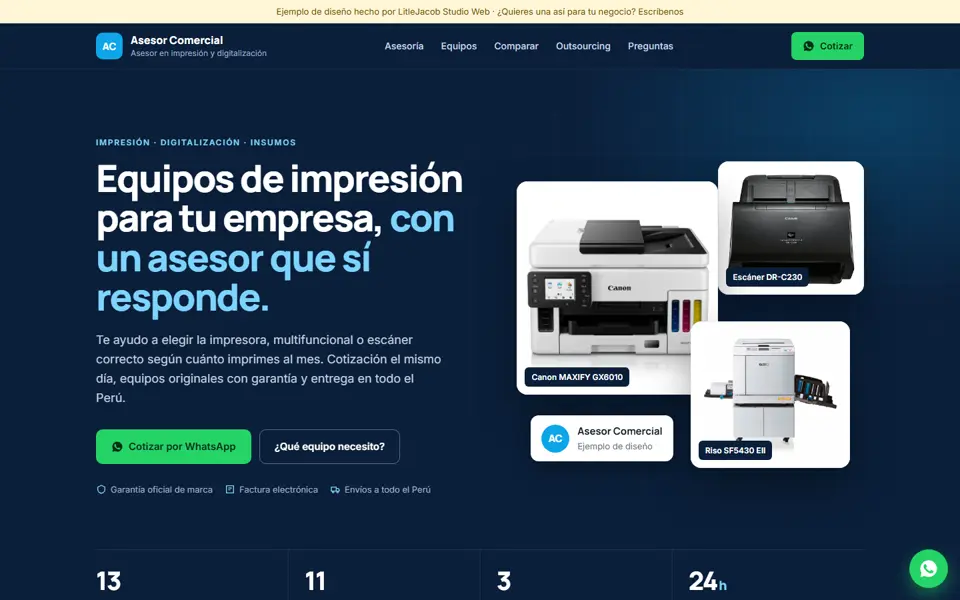 Ejemplo de diseño hecho por LitleJacob Studio Web · ¿Quieres una así para tu negocio? Escríbenos
AC
Asesor Comercial
Asesor en impresión y digitalización
Asesoría
Equipos
Comparar
Outsourcing
Preguntas
Cotizar
IMPRESIÓN · DIGITALIZACIÓN · INSUMOS
Equipos de impresión
para tu empresa, con
un asesor que sí
responde.
Te ayudo a elegir la impresora, multifuncional o escáner
correcto según cuánto imprimes al mes. Cotización el mismo
día, equipos originales con garantía y entrega en todo el
Perú.
Cotizar por WhatsApp
¿Qué equipo necesito?
Garantía oficial de marca
Factura electrónica
Envíos a todo el Perú
Canon
Canon MAXIFY GX6010
Canon
Escáner DR-C230
Riso SF5430 EII
AC
Asesor Comercial
Ejemplo de diseño
13
11
3
24h